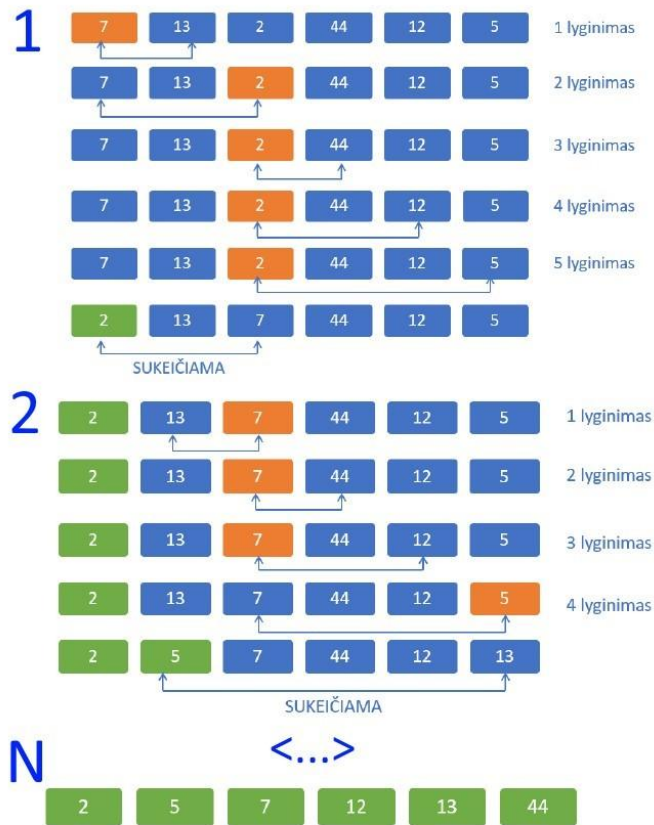 1
7 13 2 44 12 5 1 lyginimas
7 13 2 44 12 5 2 lyginimas
7 13 2 44 12 5 3 lyginimas
7 13 2 44 12 5 4 lyginimas
7 13 2 44 12 5 5 lyginimas
2 13 7 44 12 5
SUKEIČIAMA
2
2 13 7 44 12 5 1 lyginimas
2 13 7 44 12 5 2 lyginimas
2 13 7 44 12 5 3 lyginimas
2 13 7 44 12 5 4 lyginimas
2 5 7 44 12 13
SUKEIČIAMA
<...>
N
2 5 7 12 13 44